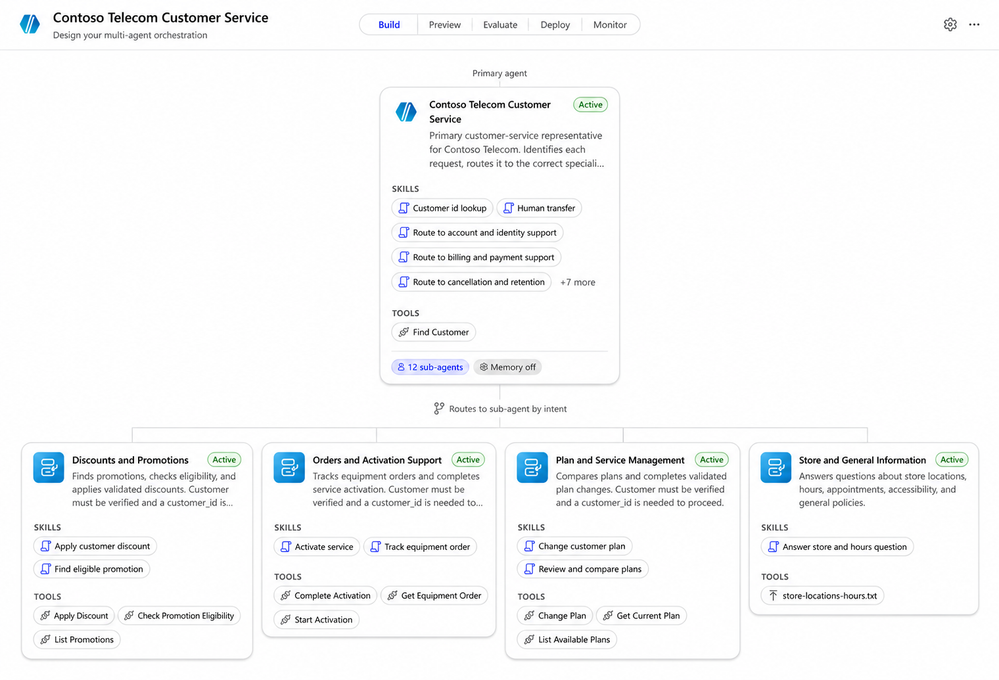 Contoso Telecom Customer Service
Design your multi-agent orchestration
Build Preview Evaluate Deploy Monitor
Primary agent
Contoso Telecom Customer
Service
Active
Primary customer-service representative
for Contoso Telecom. Identifies each
request, routes it to the correct speciali...
SKILLS
Customer id lookup Human transfer
Route to account and identity support
Route to billing and payment support
Route to cancellation and retention +7 more
TOOLS
Find Customer
12 sub-agents Memory off
Routes to sub-agent by intent
Discounts and Promotions Active
Finds promotions, checks eligibility, and
applies validated discounts. Customer
must be verified and a customer_id is...
SKILLS
Apply customer discount
Find eligible promotion
TOOLS
Apply Discount Check Promotion Eligibility
List Promotions
Orders and Activation Support Active
Tracks equipment orders and completes
service activation. Customer must be
verified and a customer_id is needed to...
SKILLS
Activate service Track equipment order
TOOLS
Complete Activation Get Equipment Order
Start Activation
Plan and Service Management Active
Compares plans and completes validated
plan changes. Customer must be verified
and a customer_id is needed to proceed.
SKILLS
Change customer plan
Review and compare plans
TOOLS
Change Plan Get Current Plan
List Available Plans
Store and General Information Active
Answers questions about store locations,
hours, appointments, accessibility, and
general policies.
SKILLS
Answer store and hours question
TOOLS
store-locations-hours.txt